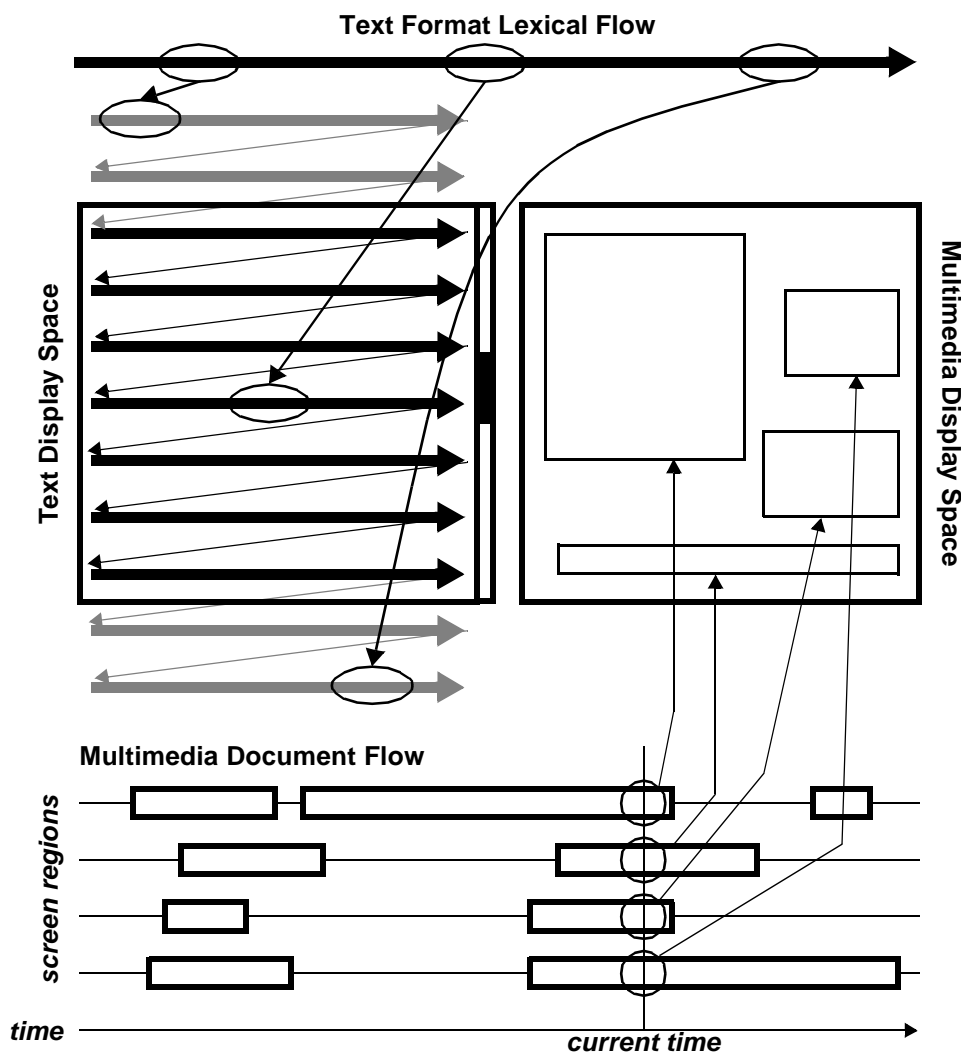 Text Format Lexical Flow
Text Display Space
Multimedia Display Space
Multimedia Document Flow
screen regions
time
current time